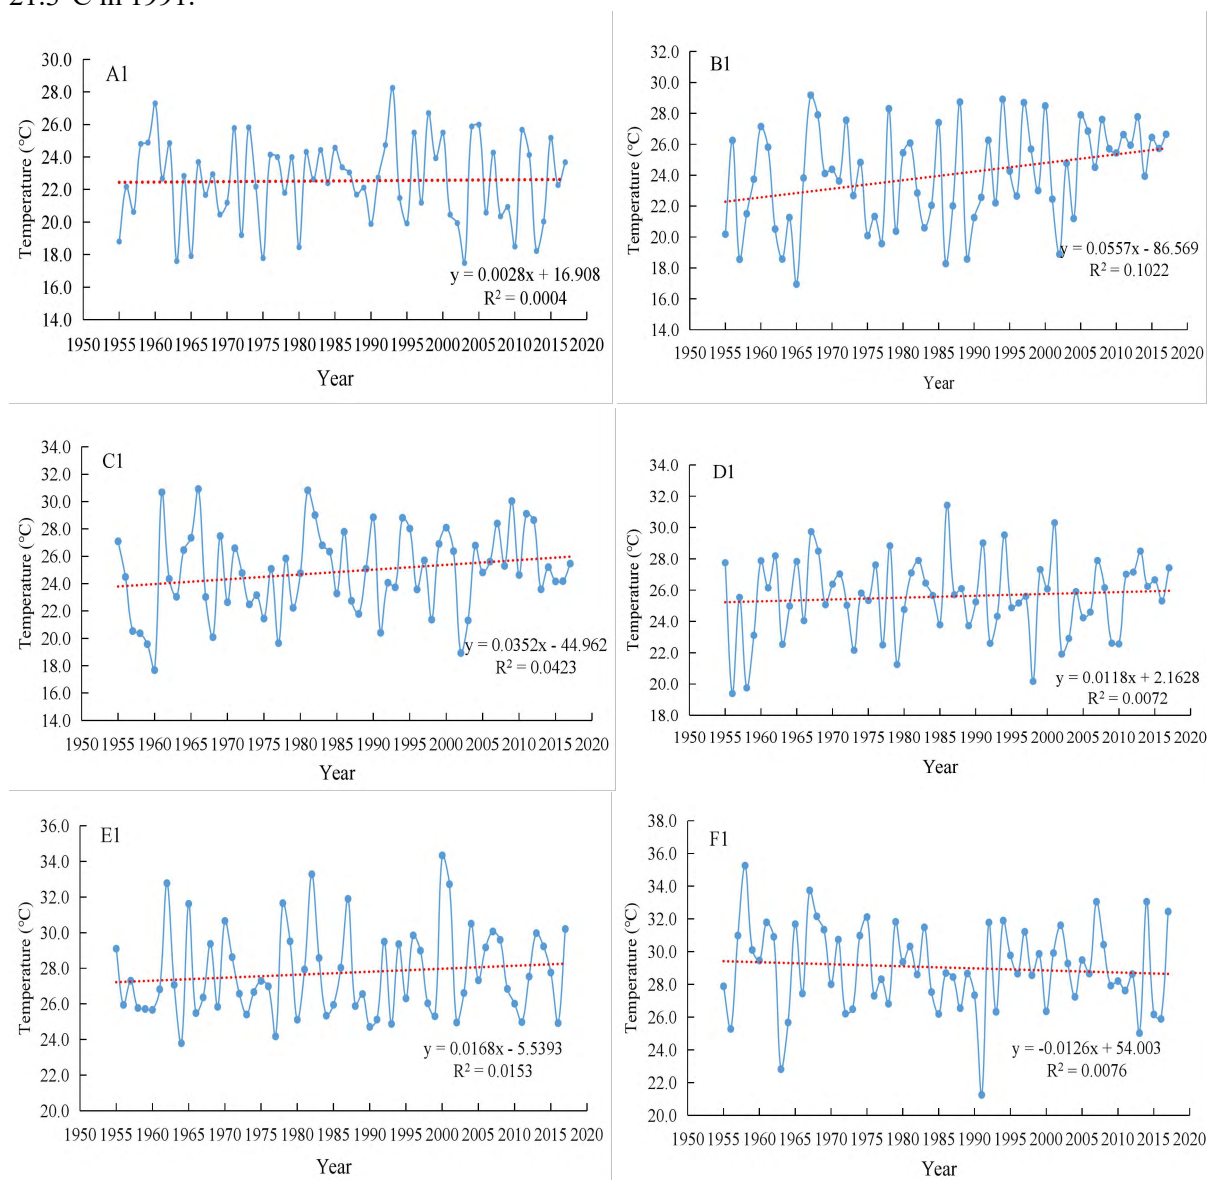 21.3°C in 1991.
A1
Temperature (°C)
30.0
28.0
26.0
24.0
22.0
20.0
18.0
16.0
14.0
y = 0.0028x + 16.908
R² = 0.0004
1950 1955 1960 1965 1970 1975 1980 1985 1990 1995 2000 2005 2010 2015 2020
Year
B1
Temperature (°C)
32.0
30.0
28.0
26.0
24.0
22.0
20.0
18.0
16.0
14.0
y = 0.0557x - 86.569
R² = 0.1022
1950 1955 1960 1965 1970 1975 1980 1985 1990 1995 2000 2005 2010 2015 2020
Year
C1
Temperature (°C)
34.0
32.0
30.0
28.0
26.0
24.0
22.0
20.0
18.0
16.0
14.0
y = 0.0352x - 44.962
R² = 0.0423
1950 1955 1960 1965 1970 1975 1980 1985 1990 1995 2000 2005 2010 2015 2020
Year
D1
Temperature (°C)
34.0
32.0
30.0
28.0
26.0
24.0
22.0
20.0
18.0
y = 0.0118x + 2.1628
R² = 0.0072
1950 1955 1960 1965 1970 1975 1980 1985 1990 1995 2000 2005 2010 2015 2020
Year
E1
Temperature (°C)
36.0
34.0
32.0
30.0
28.0
26.0
24.0
22.0
20.0
y = 0.0168x - 5.5393
R² = 0.0153
1950 1955 1960 1965 1970 1975 1980 1985 1990 1995 2000 2005 2010 2015 2020
Year
F1
Temperature (°C)
38.0
36.0
34.0
32.0
30.0
28.0
26.0
24.0
22.0
20.0
y = -0.0126x + 54.003
R² = 0.0076
1950 1955 1960 1965 1970 1975 1980 1985 1990 1995 2000 2005 2010 2015 2020
Year